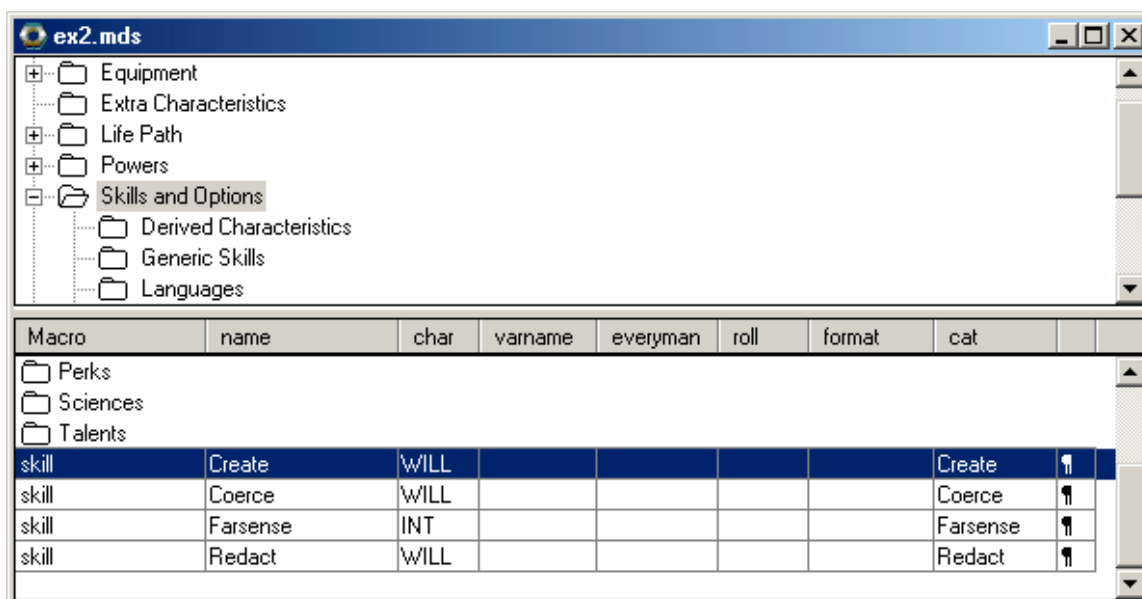 ex2.mds
Equipment
Extra Characteristics
Life Path
Powers
Skills and Options
Derived Characteristics
Generic Skills
Languages
Macro name char varname everyman roll format cat
Perks
Sciences
Talents
skill Create WILL Create ¶
skill Coerce WILL Coerce ¶
skill Farsense INT Farsense ¶
skill Redact WILL Redact ¶